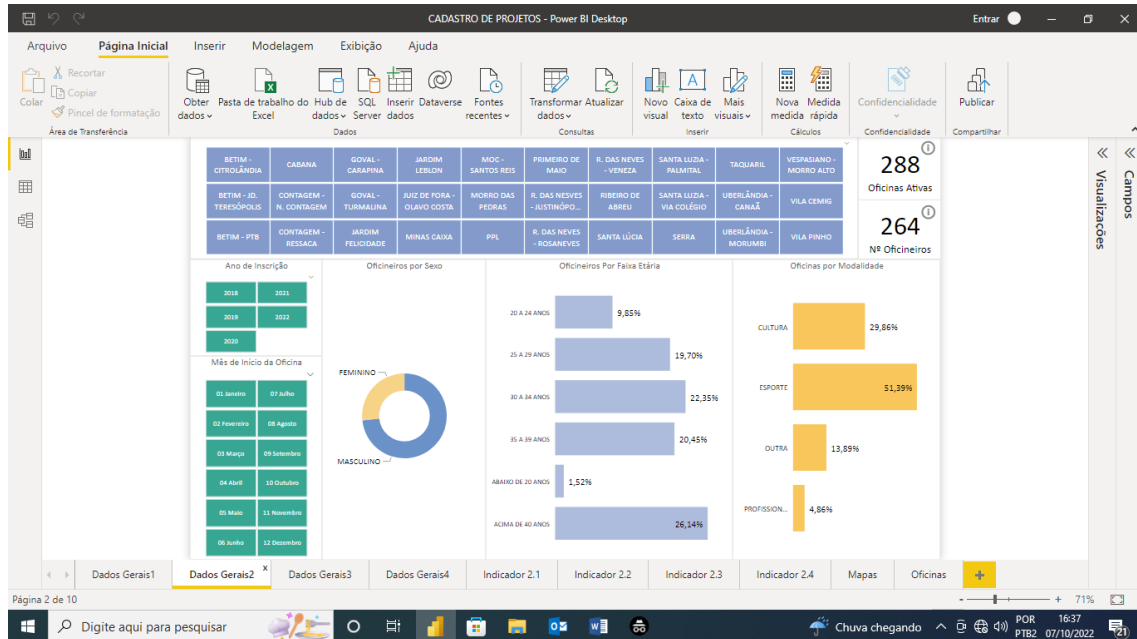 CADASTRO DE PROJETOS - Power BI Desktop
Entrar
Arquivo
Página Inicial
Inserir
Modelagem
Exibição
Ajuda
Colar
Recortar
Copiar
Pincel de formatação
Área de Transferência
Obter
dados
Pasta de trabalho do
Excel
Hub de
dados
SQL
Server
Inserir
dados
Dataverse
Fontes
recentes
Dados
Transformar
dados
Atualizar
Consultas
Novo
visual
Caixa de
texto
Mais
visuais
Inserir
Nova
medida
Medida
rápida
Cálculos
Confidencialidade
Confidencialidade
Publicar
Compartilhar
BETIM -
CITROLÂNDIA
CABANA
GOVAL -
CARAPINA
JARDIM
LEBLON
MOC -
SANTOS REIS
PRIMEIRO DE
MAIO
R. DAS NEVES
- VENEZA
SANTA LUZIA -
PALMITAL
TAQUARIL
VESPASIANO -
MORRO ALTO
BETIM - JD.
TERESÓPOLIS
CONTAGEM -
N. CONTAGEM
GOVAL -
TURMALINA
JUIZ DE FORA -
OLAVO COSTA
MORRO DAS
PEDRAS
R. DAS NESVES
- JUSTINÓPO...
RIBEIRO DE
ABREU
SANTA LUZIA -
VIA COLÉGIO
UBERLÂNDIA -
CANAÃ
VILA CEMIG
BETIM - PTB
CONTAGEM -
RESSACA
JARDIM
FELICIDADE
MINAS CAIXA
PPL
R. DAS NEVES
- ROSANEVES
SANTA LÚCIA
SERRA
UBERLÂNDIA -
MORUMBI
VILA PINHO
288
Oficinas Ativas
264
Nº Oficineiros
Visualizações
Campos
Ano de Inscrição
2018
2021
2019
2022
2020
Mês de Início da Oficina
01 Janeiro
07 Julho
02 Fevereiro
08 Agosto
03 Março
09 Setembro
04 Abril
10 Outubro
05 Maio
11 Novembro
06 Junho
12 Dezembro
Oficineiros por Sexo
FEMININO
MASCULINO
Oficineiros Por Faixa Etária
20 A 24 ANOS
9,85%
25 A 29 ANOS
19,70%
30 A 34 ANOS
22,35%
35 A 39 ANOS
20,45%
ABAIXO DE 20 ANOS
1,52%
ACIMA DE 40 ANOS
26,14%
Oficinas por Modalidade
CULTURA
29,86%
ESPORTE
51,39%
OUTRA
13,89%
PROFISSION...
4,86%
Dados Gerais1
Dados Gerais2
x
Dados Gerais3
Dados Gerais4
Indicador 2.1
Indicador 2.2
Indicador 2.3
Indicador 2.4
Mapas
Oficinas
+
Página 2 de 10
- + 71%
Digite aqui para pesquisar
Chuva chegando
POR
PTB2
16:37
07/10/2022
21